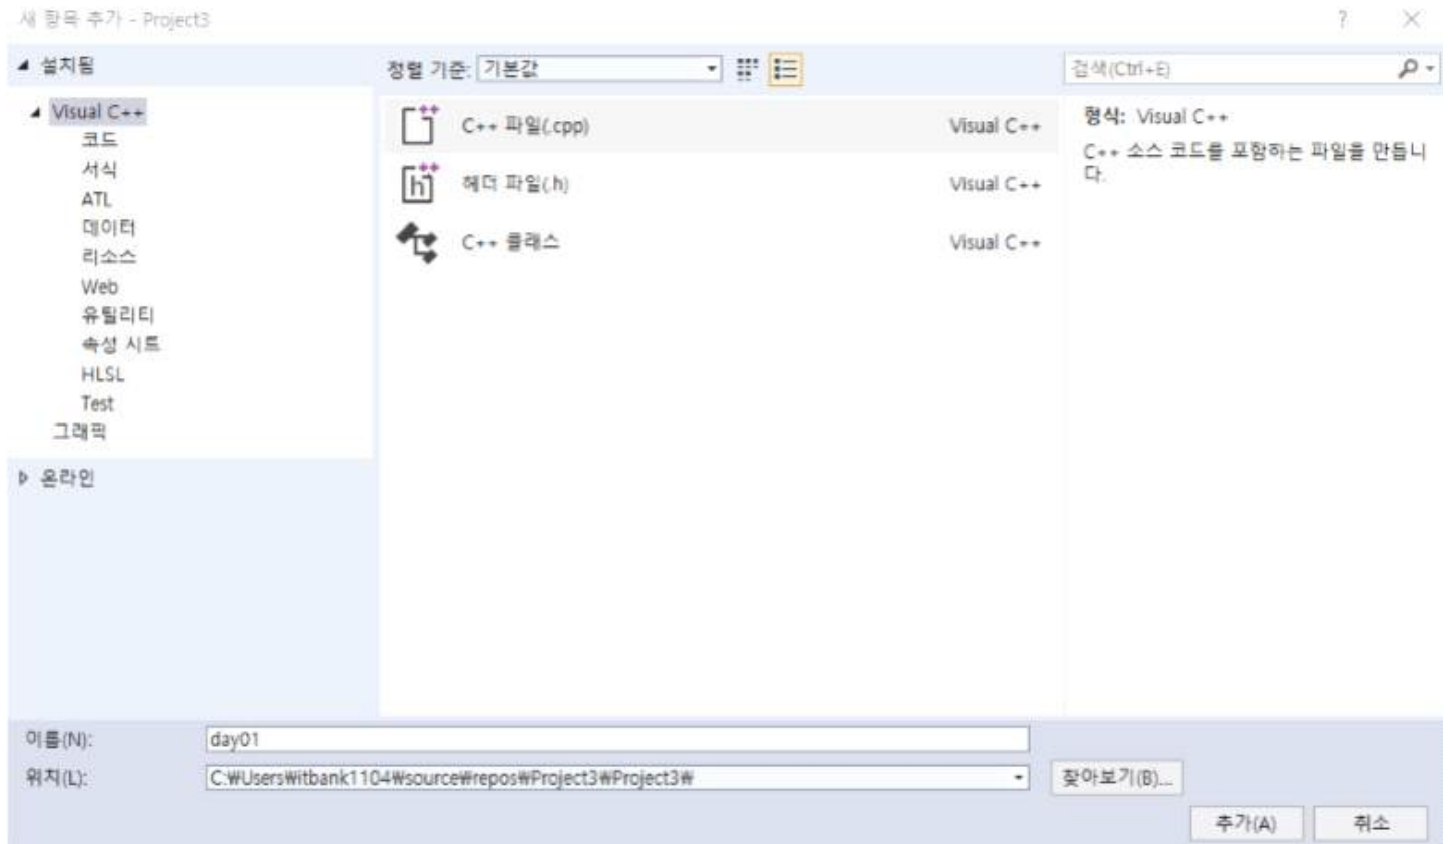 새 항목 추가 - Project3
설치됨
정렬 기준: 기본값
검색(Ctrl+E)
Visual C++
코드
서식
ATL
데이터
리소스
Web
유틸리티
속성 시트
HLSL
Test
그래픽
온라인
C++ 파일(.cpp) Visual C++
헤더 파일(.h) Visual C++
C++ 클래스 Visual C++
형식: Visual C++
C++ 소스 코드를 포함하는 파일을 만듭니
다.
이름(N): day01
위치(L): C:₩Users₩itbank1104₩source₩repos₩Project3₩Project3₩
찾아보기(B)...
추가(A) 취소